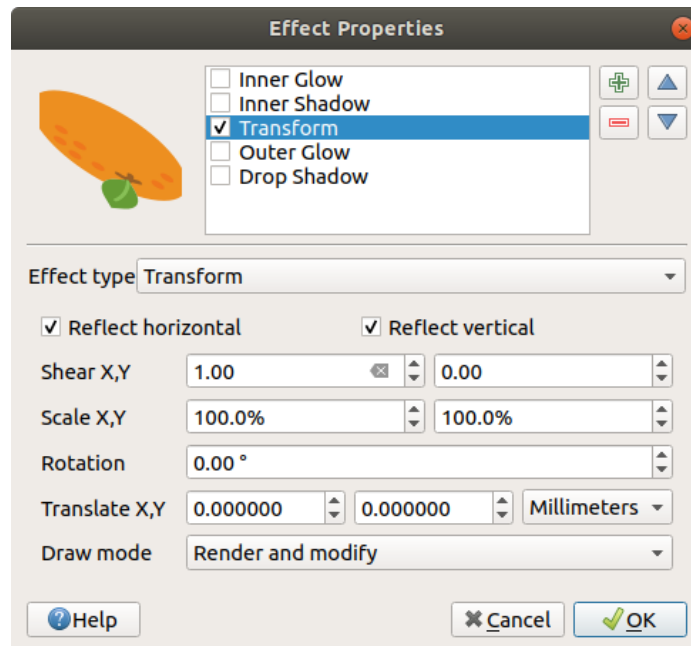 Effect Properties
Inner Glow
Inner Shadow
Transform
Outer Glow
Drop Shadow
Effect type Transform
Reflect horizontal Reflect vertical
Shear X,Y 1.00 0.00
Scale X,Y 100.0% 100.0%
Rotation 0.00 °
Translate X,Y 0.000000 0.000000 Millimeters
Draw mode Render and modify
Help Cancel OK